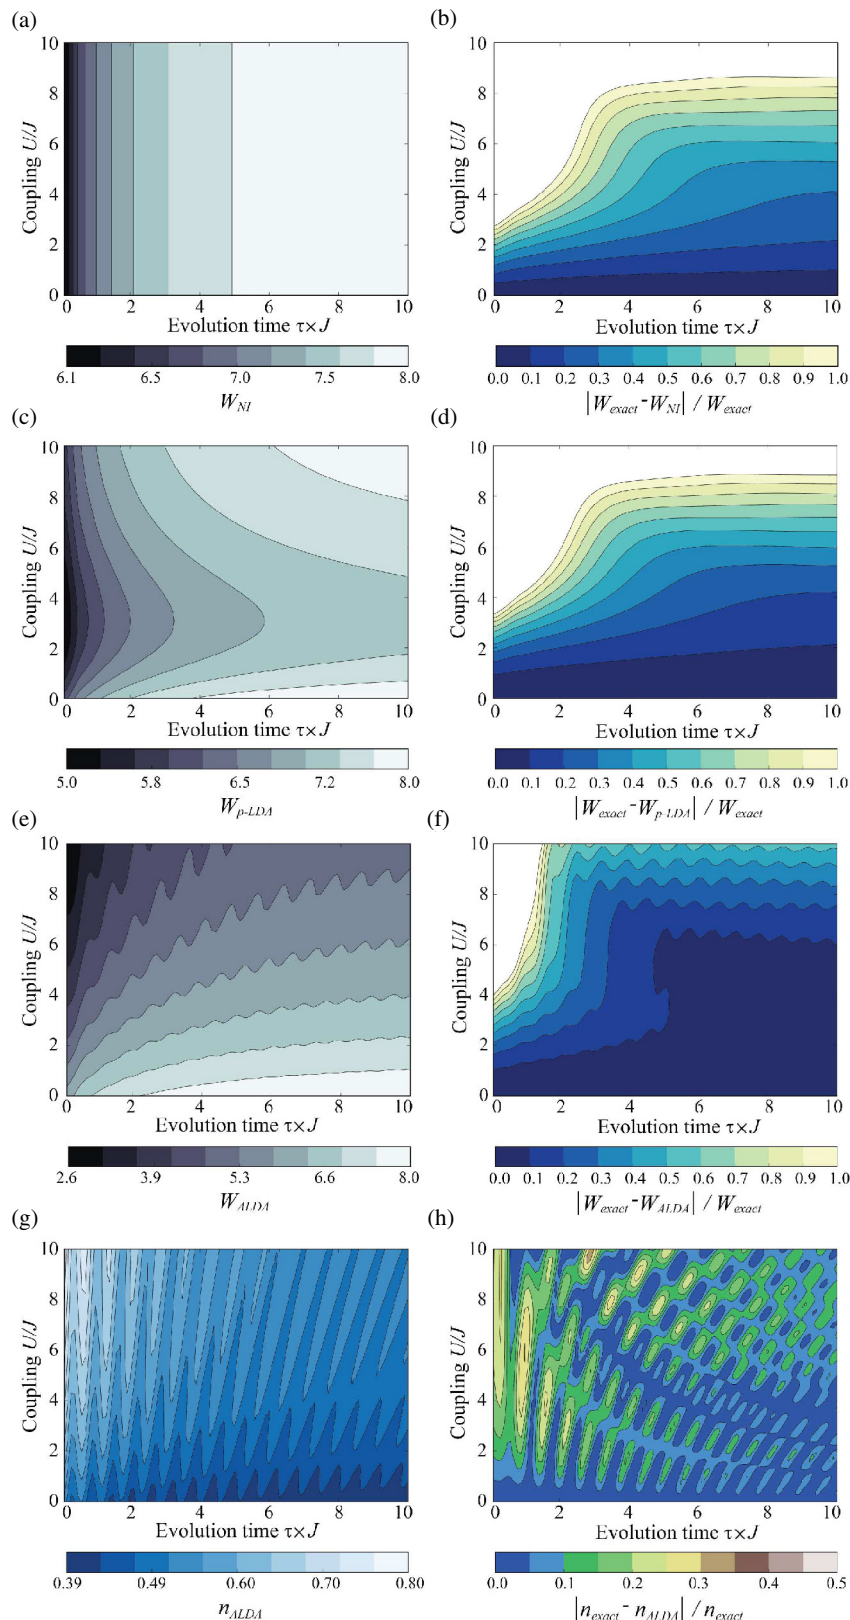 (a)
10
8
6
4
2
0
Coupling U/J
0 2 4 6 8 10
Evolution time τ×J
6.1 6.5 7.0 7.5 8.0
W_NI
(b)
10
8
6
4
2
0
Coupling U/J
0 2 4 6 8 10
Evolution time τ×J
0.0 0.1 0.2 0.3 0.4 0.5 0.6 0.7 0.8 0.9 1.0
|W_exact - W_NI| / W_exact
(c)
10
8
6
4
2
0
Coupling U/J
0 2 4 6 8 10
Evolution time τ×J
5.0 5.8 6.5 7.2 8.0
W_p-LDA
(d)
10
8
6
4
2
0
Coupling U/J
0 2 4 6 8 10
Evolution time τ×J
0.0 0.1 0.2 0.3 0.4 0.5 0.6 0.7 0.8 0.9 1.0
|W_exact - W_p-LDA| / W_exact
(e)
10
8
6
4
2
0
Coupling U/J
0 2 4 6 8 10
Evolution time τ×J
2.6 3.9 5.3 6.6 8.0
W_ALDA
(f)
10
8
6
4
2
0
Coupling U/J
0 2 4 6 8 10
Evolution time τ×J
0.0 0.1 0.2 0.3 0.4 0.5 0.6 0.7 0.8 0.9 1.0
|W_exact - W_ALDA| / W_exact
(g)
10
8
6
4
2
0
Coupling U/J
0 2 4 6 8 10
Evolution time τ×J
0.39 0.49 0.60 0.70 0.80
n_ALDA
(h)
10
8
6
4
2
0
Coupling U/J
0 2 4 6 8 10
Evolution time τ×J
0.0 0.1 0.2 0.3 0.4 0.5
|n_exact - n_ALDA| / n_exact